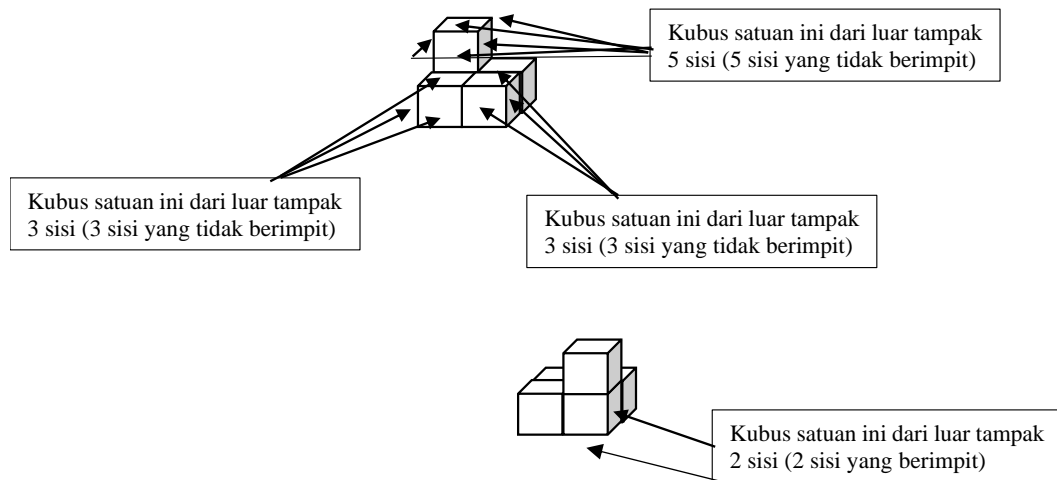 Kubus satuan ini dari luar tampak
5 sisi (5 sisi yang tidak berimpit)
Kubus satuan ini dari luar tampak
3 sisi (3 sisi yang tidak berimpit)
Kubus satuan ini dari luar tampak
3 sisi (3 sisi yang tidak berimpit)
Kubus satuan ini dari luar tampak
2 sisi (2 sisi yang berimpit)